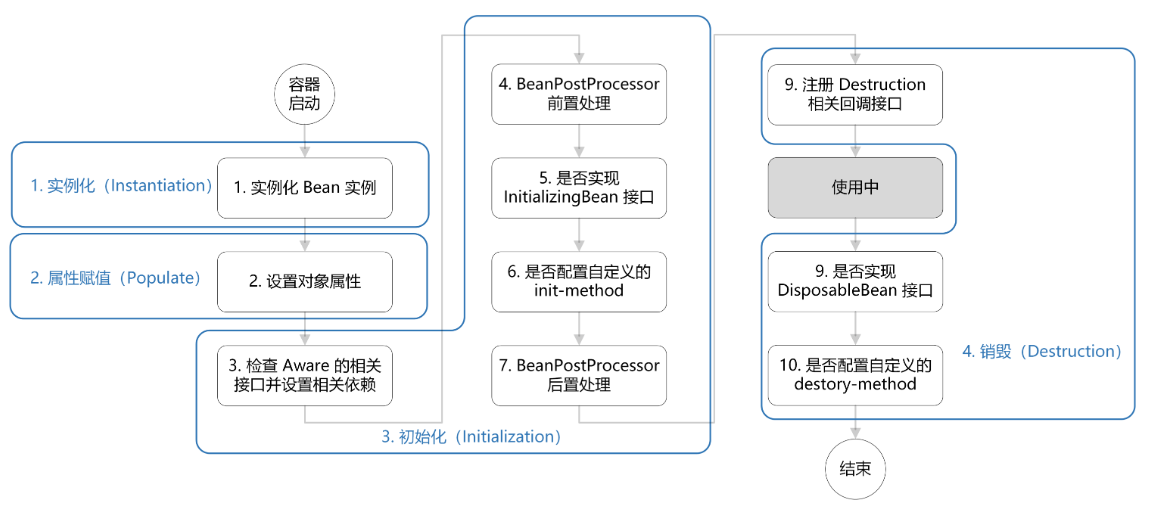 容器
启动
1. 实例化（Instantiation）
1. 实例化 Bean 实例
2. 属性赋值（Populate）
2. 设置对象属性
3. 检查 Aware 的相关
接口并设置相关依赖
3. 初始化（Initialization）
4. BeanPostProcessor
前置处理
5. 是否实现
InitializingBean 接口
6. 是否配置自定义的
init-method
7. BeanPostProcessor
后置处理
9. 注册 Destruction
相关回调接口
使用中
9. 是否实现
DisposableBean 接口
4. 销毁（Destruction）
10. 是否配置自定义的
destory-method
结束